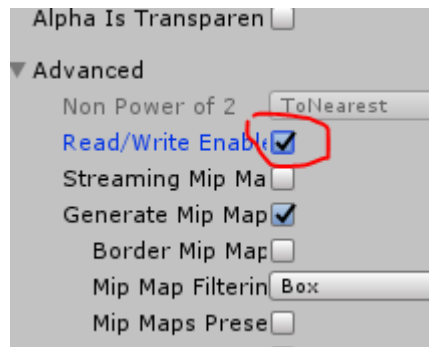 Alpha Is Transparen
Advanced
Non Power of 2 ToNearest
Read/Write Enable
Streaming Mip Ma
Generate Mip Map
Border Mip Map
Mip Map Filterin Box
Mip Maps Prese